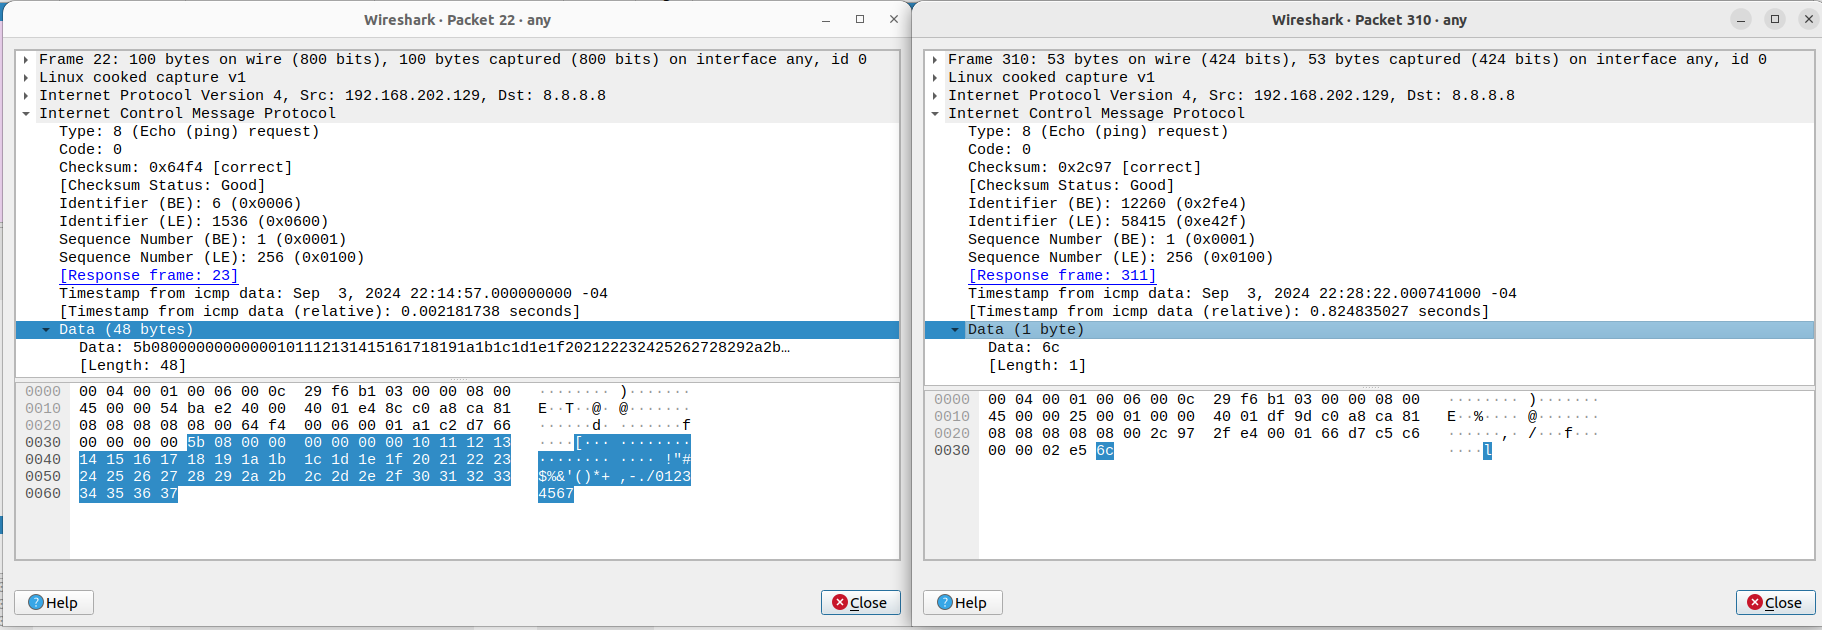 Wireshark · Packet 22 · any
Frame 22: 100 bytes on wire (800 bits), 100 bytes captured (800 bits) on interface any, id 0
Linux cooked capture v1
Internet Protocol Version 4, Src: 192.168.202.129, Dst: 8.8.8.8
Internet Control Message Protocol
Type: 8 (Echo (ping) request)
Code: 0
Checksum: 0x64f4 [correct]
[Checksum Status: Good]
Identifier (BE): 6 (0x0006)
Identifier (LE): 1536 (0x0600)
Sequence Number (BE): 1 (0x0001)
Sequence Number (LE): 256 (0x0100)
[Response frame: 23]
Timestamp from icmp data: Sep  3, 2024 22:14:57.000000000 -04
[Timestamp from icmp data (relative): 0.002181738 seconds]
Data (48 bytes)
Data: 5b08000000000000101112131415161718191a1b1c1d1e1f202122232425262728292a2b…
[Length: 48]
0000 00 04 00 01 00 06 00 0c 29 f6 b1 03 00 00 08 00 ········ )·······
0010 45 00 00 54 ba e2 40 00 40 01 e4 8c c0 a8 ca 81 E··T··@· @·······
0020 08 08 08 08 08 00 64 f4 00 06 00 01 a1 c2 d7 66 ······d· ·······f
0030 00 00 00 00 5b 08 00 00 00 00 00 00 10 11 12 13 ····[··· ········
0040 14 15 16 17 18 19 1a 1b 1c 1d 1e 1f 20 21 22 23 ········ ···· !"#
0050 24 25 26 27 28 29 2a 2b 2c 2d 2e 2f 30 31 32 33 $%&'()*+ ,-./0123
0060 34 35 36 37 4567
Help
Close
Wireshark · Packet 310 · any
Frame 310: 53 bytes on wire (424 bits), 53 bytes captured (424 bits) on interface any, id 0
Linux cooked capture v1
Internet Protocol Version 4, Src: 192.168.202.129, Dst: 8.8.8.8
Internet Control Message Protocol
Type: 8 (Echo (ping) request)
Code: 0
Checksum: 0x2c97 [correct]
[Checksum Status: Good]
Identifier (BE): 12260 (0x2fe4)
Identifier (LE): 58415 (0xe42f)
Sequence Number (BE): 1 (0x0001)
Sequence Number (LE): 256 (0x0100)
[Response frame: 311]
Timestamp from icmp data: Sep  3, 2024 22:28:22.000741000 -04
[Timestamp from icmp data (relative): 0.824835027 seconds]
Data (1 byte)
Data: 6c
[Length: 1]
0000 00 04 00 01 00 06 00 0c 29 f6 b1 03 00 00 08 00 ········ )·······
0010 45 00 00 25 00 01 00 00 40 01 df 9d c0 a8 ca 81 E··%···· @·······
0020 08 08 08 08 08 00 2c 97 2f e4 00 01 66 d7 c5 c6 ······,· /···f···
0030 00 00 02 e5 6c ····l
Help
Close